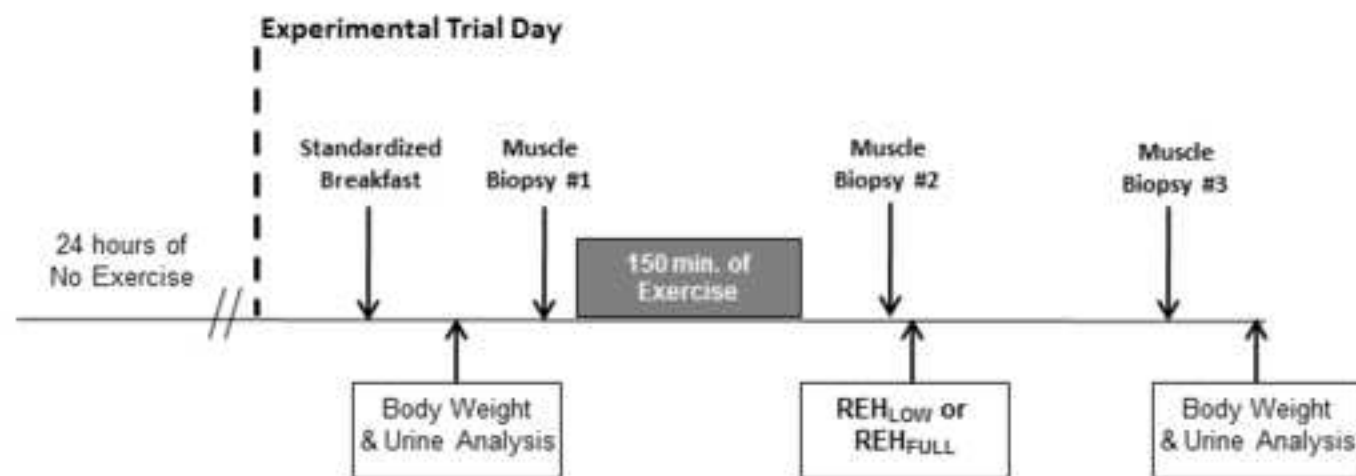 Experimental Trial Day
Standardized
Breakfast
Muscle
Biopsy #1
Muscle
Biopsy #2
Muscle
Biopsy #3
24 hours of
No Exercise
150 min. of
Exercise
Body Weight
& Urine Analysis
REHLOW or
REHFULL
Body Weight
& Urine Analysis